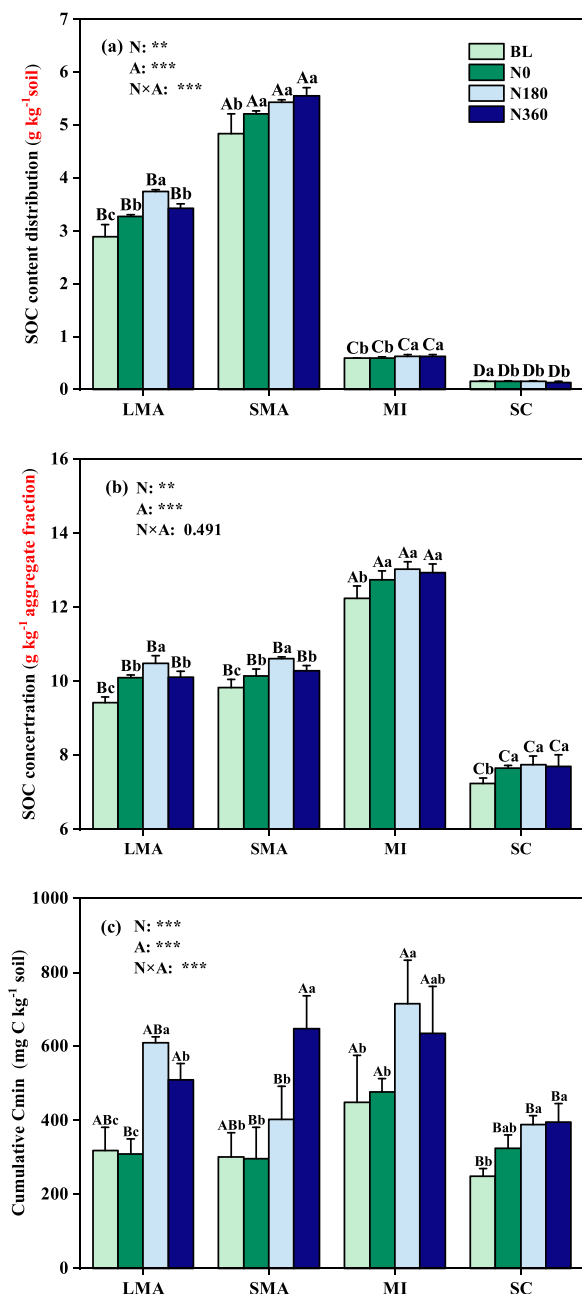 7
(a)
N: **
A: ***
N×A: ***
BL
N0
N180
N360
6
5
4
3
2
1
0
SOC content distribution (g kg⁻¹soil)
Bc Bb Ba Bb
Ab Aa Aa Aa
Cb Cb Ca Ca
Da Db Db Db
LMA SMA MI SC
16
(b)
N: **
A: ***
N×A: 0.491
14
12
10
8
6
SOC concertration (g kg⁻¹ aggregate fraction)
Bc Bb Ba Bb
Bc Bb Ba Bb
Ab Aa Aa Aa
Cb Ca Ca Ca
LMA SMA MI SC
1000
(c)
N: ***
A: ***
N×A: ***
800
600
400
200
0
Cumulative Cmin (mg C kg⁻¹ soil)
ABc Bc ABa Ab
ABb Bb Bb Aa
Ab Ab Aa Aab
Bb Bab Ba Ba
LMA SMA MI SC